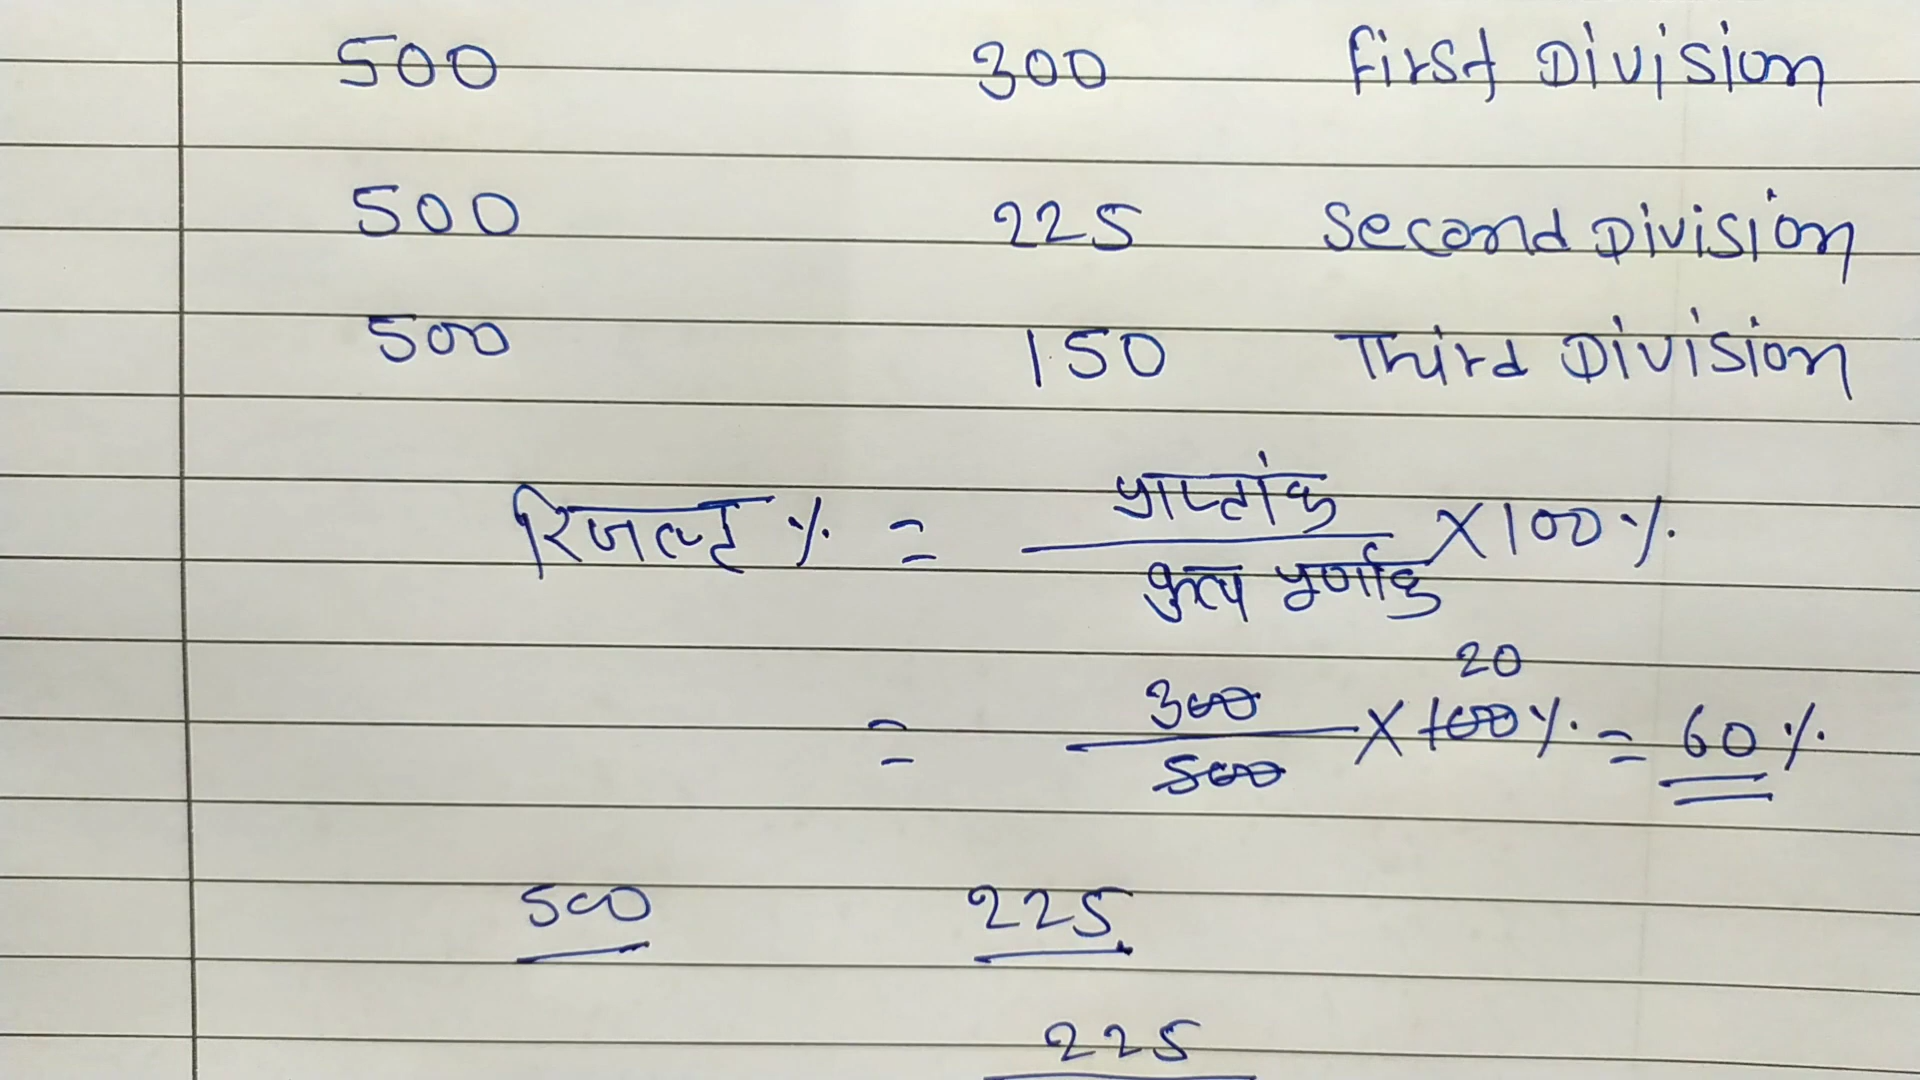 500 300 First Division
500 225 Second Division
500 150 Third Division
रिजल्ट % = प्राप्तांक / कुल पूर्णांक × 100%
20
= 300 / 500 × 100% = 60%
500 225
225